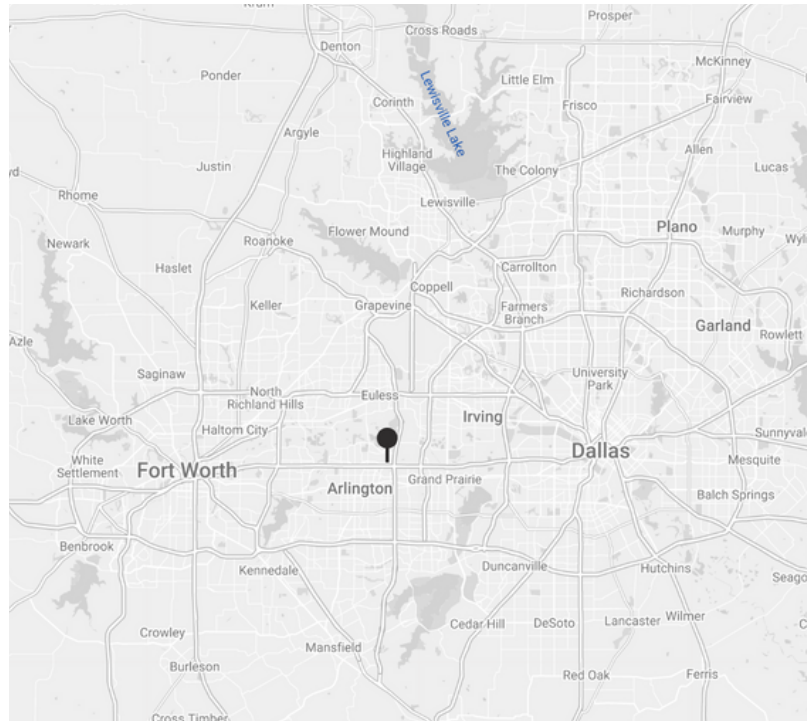 Krum
Prosper
Cross Roads
Denton
McKinney
Ponder
Little Elm
Corinth
Frisco
Fairview
Lewisville Lake
Argyle
Allen
Highland
Village
Justin
The Colony
Lucas
Rhome
Lewisville
Plano
Murphy
Flower Mound
Newark
Roanoke
Haslet
Carrollton
Coppell
Richardson
Keller
Grapevine
Farmers
Branch
Garland
Rowlett
Azle
Saginaw
University
Park
North
Richland Hills
Euless
Irving
Lake Worth
Haltom City
Sunnyval
Dallas
White
Settlement
Fort Worth
Mesquite
Grand Prairie
Arlington
Balch Springs
Benbrook
Kennedale
Duncanville
Hutchins
Seago
Cedar Hill
DeSoto
Lancaster
Wilmer
Crowley
Mansfield
Burleson
Red Oak
Ferris
Cross Timber